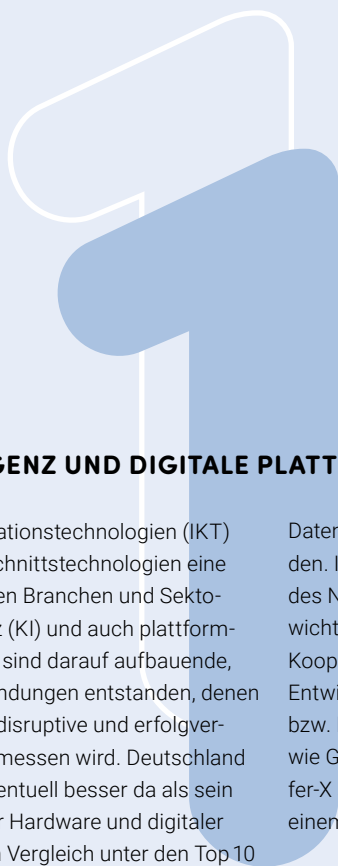 GENZ UND DIGITALE PLATT
ationstechnologien (IKT)
chnittstechnologien eine
en Branchen und Sekto-
z (KI) und auch plattform-
sind darauf aufbauende,
ndungen entstanden, denen
disruptive und erfolgver-
messen wird. Deutschland
entuell besser da als sein
r Hardware und digitaler
n Vergleich unter den Top 10
Daten
den. I
des N
wicht
Koop
Entwi
bzw.
wie G
fer-X
einem